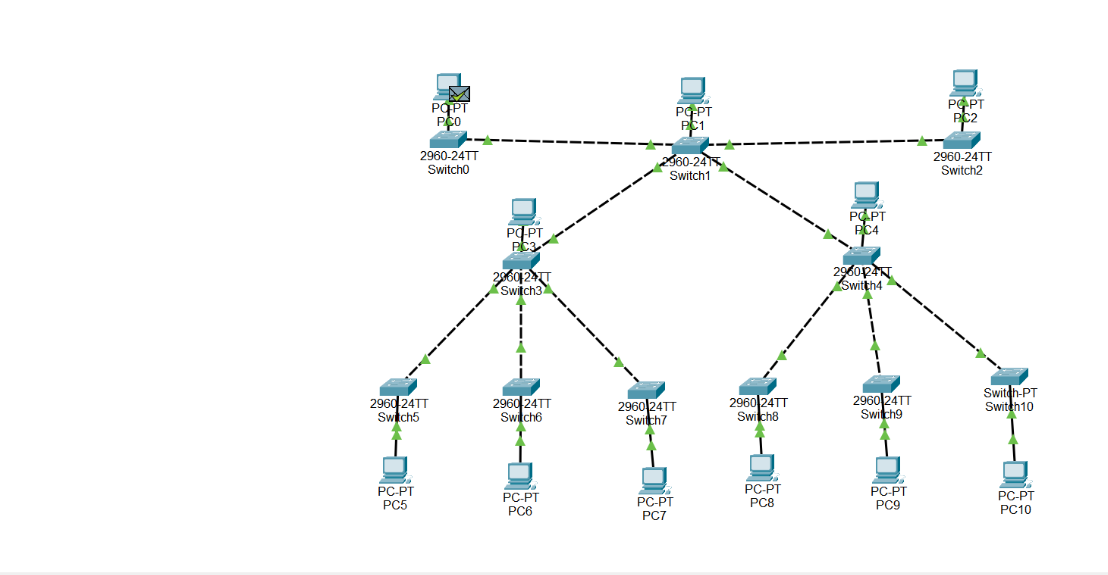 PC-PT
PC0
2960-24TT
Switch0
PC-PT
PC1
2960-24TT
Switch1
PC-PT
PC2
2960-24TT
Switch2
PC-PT
PC3
2960-24TT
Switch3
PC-PT
PC4
2960-24TT
Switch4
2960-24TT
Switch5
2960-24TT
Switch6
2960-24TT
Switch7
2960-24TT
Switch8
2960-24TT
Switch9
Switch-PT
Switch10
PC-PT
PC5
PC-PT
PC6
PC-PT
PC7
PC-PT
PC8
PC-PT
PC9
PC-PT
PC10